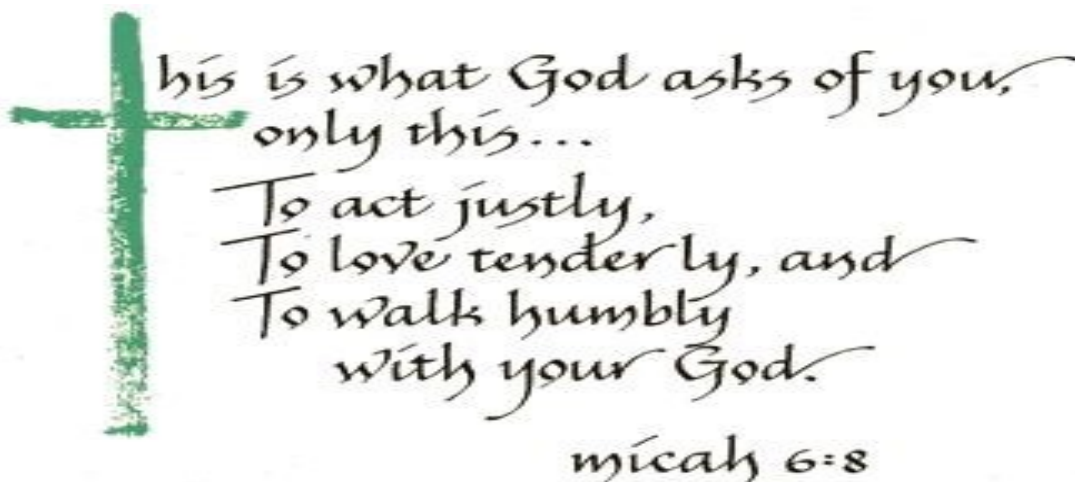 This is what God asks of you,
only this...
To act justly,
To love tenderly, and
To walk humbly
with your God.
micah 6:8